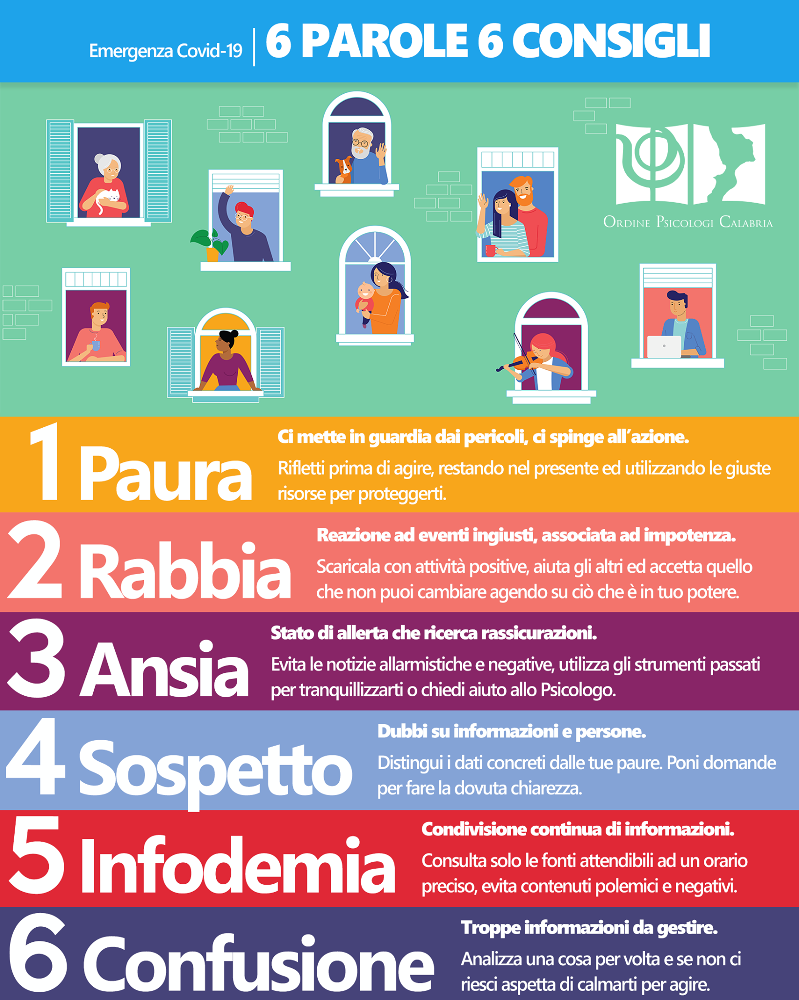 Emergenza Covid-19 | 6 PAROLE 6 CONSIGLI
ORDINE PSICOLOGI CALABRIA
1 Paura
Ci mette in guardia dai pericoli, ci spinge all'azione.
Rifletti prima di agire, restando nel presente ed utilizzando le giuste
risorse per proteggerti.
2 Rabbia
Reazione ad eventi ingiusti, associata ad impotenza.
Scaricala con attività positive, aiuta gli altri ed accetta quello
che non puoi cambiare agendo su ciò che è in tuo potere.
3 Ansia
Stato di allerta che ricerca rassicurazioni.
Evita le notizie allarmistiche e negative, utilizza gli strumenti passati
per tranquillizzarti o chiedi aiuto allo Psicologo.
4 Sospetto
Dubbi su informazioni e persone.
Distingui i dati concreti dalle tue paure. Poni domande
per fare la dovuta chiarezza.
5 Infodemia
Condivisione continua di informazioni.
Consulta solo le fonti attendibili ad un orario
preciso, evita contenuti polemici e negativi.
6 Confusione
Troppe informazioni da gestire.
Analizza una cosa per volta e se non ci
riesci aspetta di calmarti per agire.